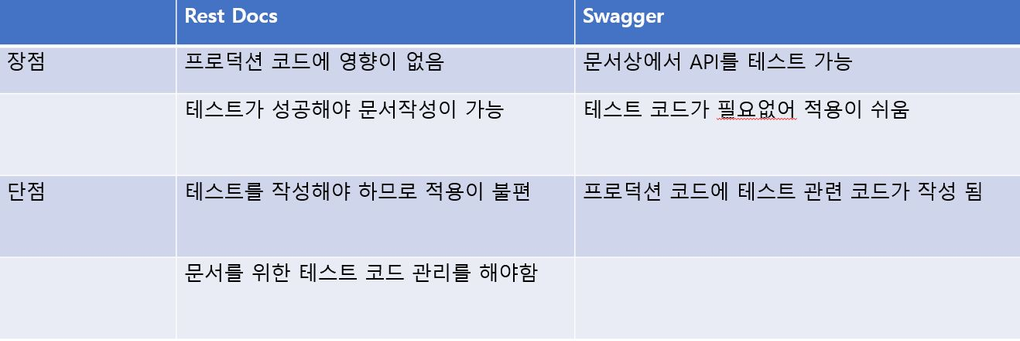 Rest Docs Swagger
장점 프로덕션 코드에 영향이 없음 문서상에서 API를 테스트 가능
테스트가 성공해야 문서작성이 가능 테스트 코드가 필요없어 적용이 쉬움
단점 테스트를 작성해야 하므로 적용이 불편 프로덕션 코드에 테스트 관련 코드가 작성 됨
문서를 위한 테스트 코드 관리를 해야함